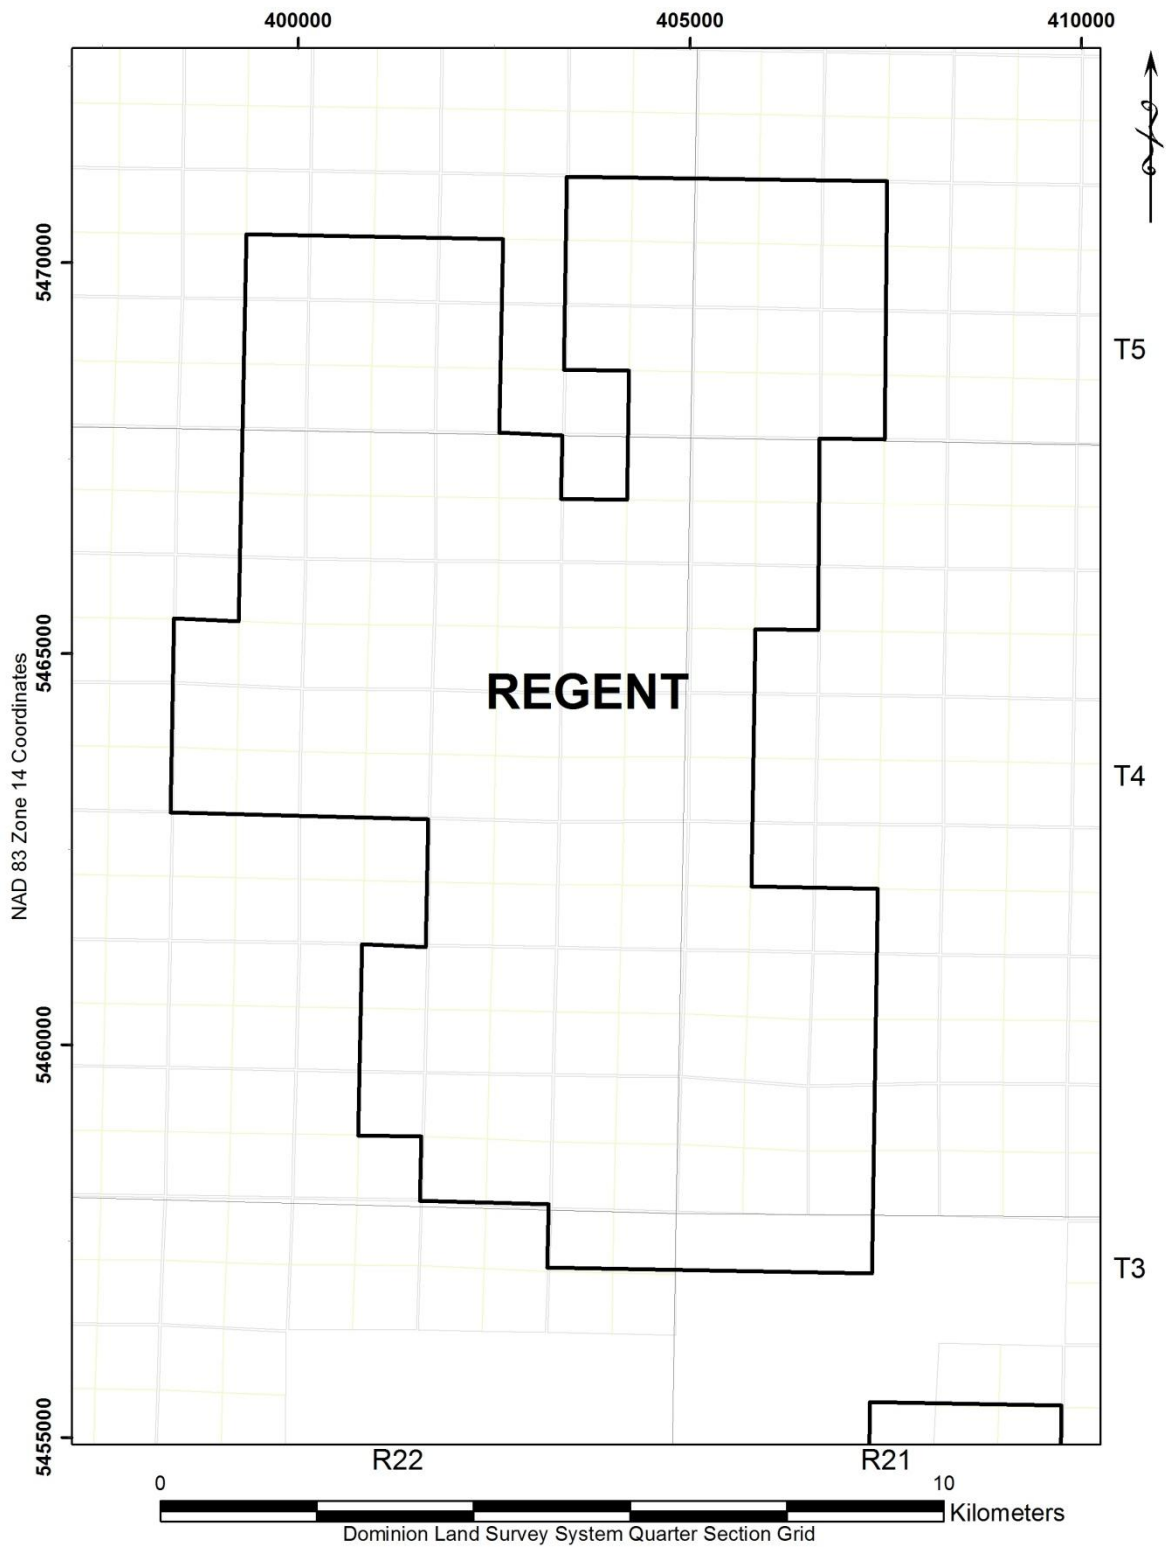 400000 405000 410000
5470000
T5
5465000
REGENT
NAD 83 Zone 14 Coordinates
T4
5460000
T3
5455000
R22 R21
0 10
Kilometers
Dominion Land Survey System Quarter Section Grid